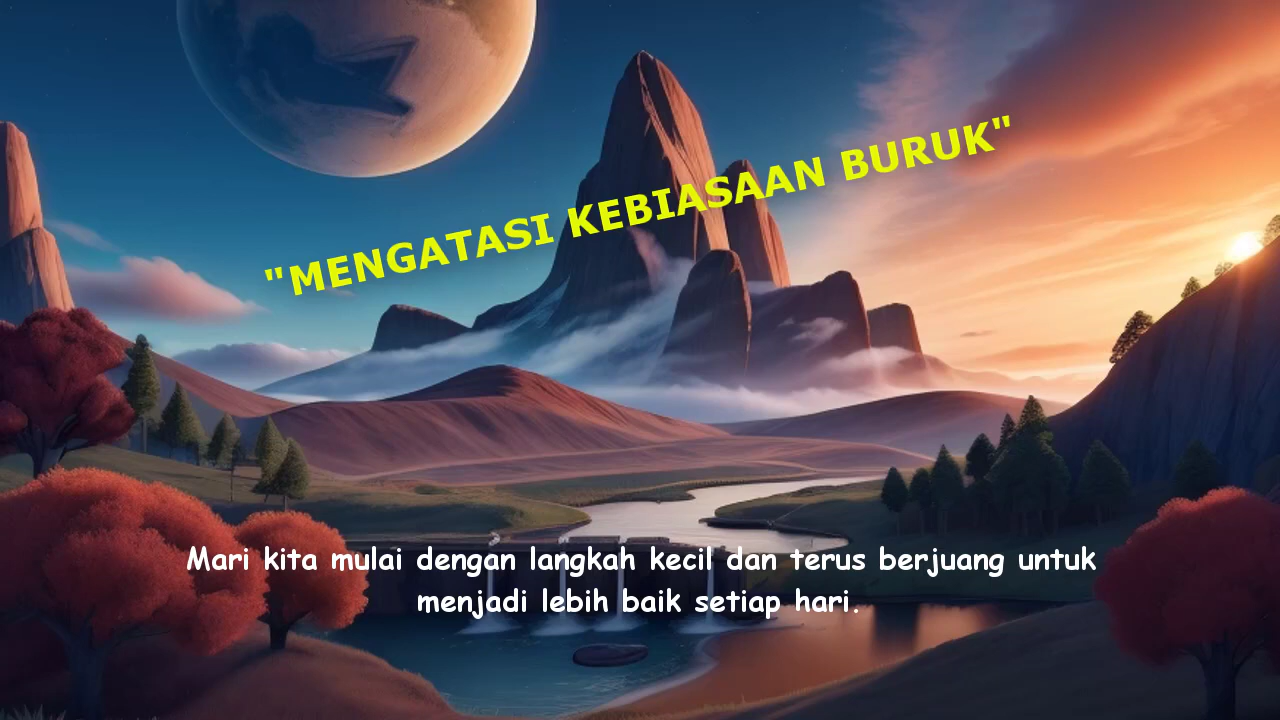 "MENGATASI KEBIASAAN BURUK"
Mari kita mulai dengan langkah kecil dan terus berjuang untuk
menjadi lebih baik setiap hari.